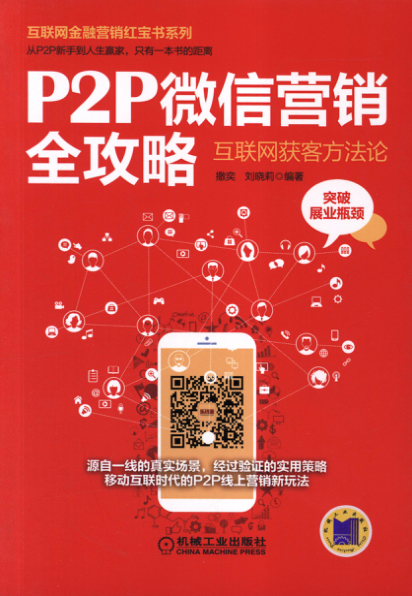 互联网金融营销红宝书系列
从P2P新手到人生赢家，只有一本书的距离
P2P微信营销
全攻略
互联网获客方法论
撒奕 刘晓莉◎编著
突破
展业瓶颈
源自一线的真实场景，经过验证的实用策略
移动互联时代的P2P线上营销新玩法
机械工业出版社
CHINA MACHINE PRESS